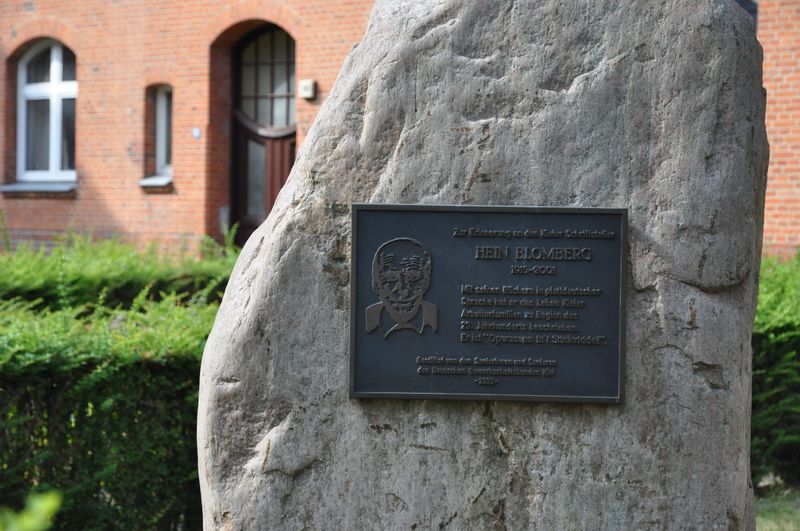 Zur Erinnerung an den Kieler Schriftsteller
HEIN BLOMBERG
1915-2001
Mit seinen Büchern in plattdeutscher
Sprache hat er das Leben Kieler
Arbeiterfamilien zu Beginn des
20. Jahrhunderts beschrieben.
Er ist "Opwussen in't Stinkviddel".
Gestiftet von den Seniorinnen und Senioren
des Deutschen Gewerkschaftsbundes Kiel